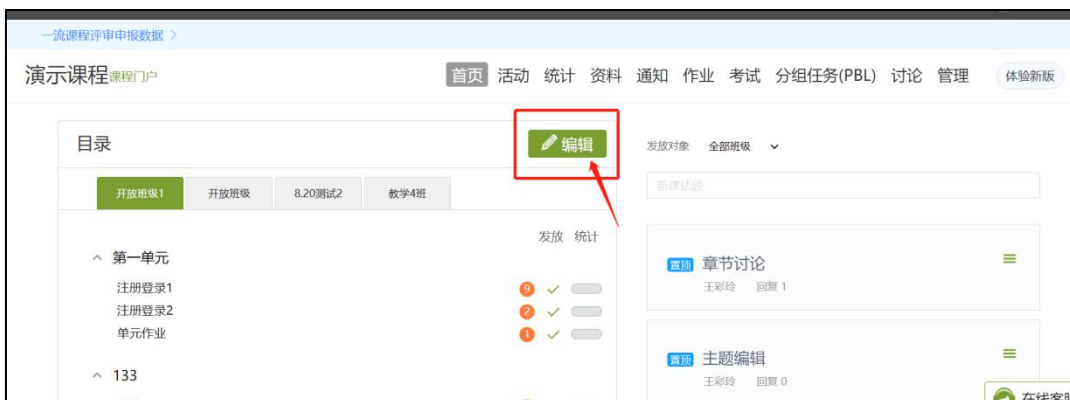 一流课程评审申报数据 >
演示课程 课程门户
首页 活动 统计 资料 通知 作业 考试 分组任务(PBL) 讨论 管理 体验新版
目录
编辑
开放班级1 开放班级 8.20测试2 教学4班
发放 统计
第一单元
注册登录1 9
注册登录2 2
单元作业 1
133
发放对象 全部班级
新建话题
置顶 章节讨论
王彩玲 回复 1
置顶 主题编辑
王彩玲 回复 0
在线客服